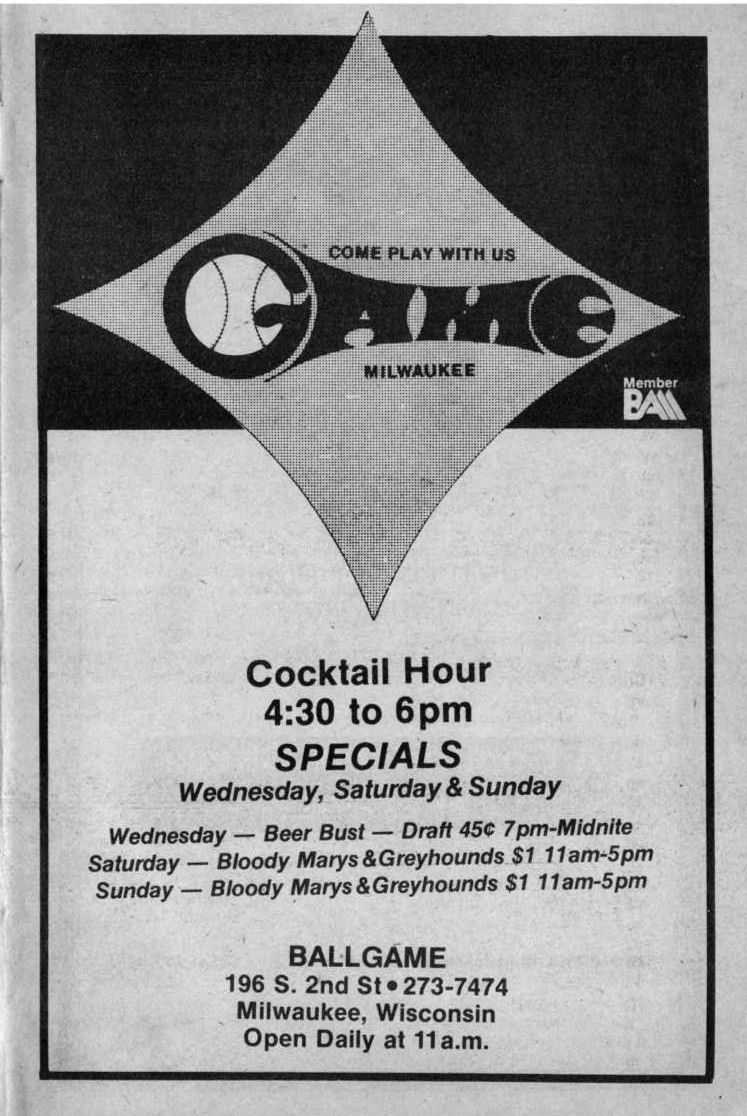 COME PLAY WITH US
GAME
MILWAUKEE
Member
BAM
Cocktail Hour
4:30 to 6pm
SPECIALS
Wednesday, Saturday & Sunday
Wednesday — Beer Bust — Draft 45¢ 7pm-Midnite
Saturday — Bloody Marys & Greyhounds $1 11am-5pm
Sunday — Bloody Marys & Greyhounds $1 11am-5pm
BALLGAME
196 S. 2nd St • 273-7474
Milwaukee, Wisconsin
Open Daily at 11a.m.